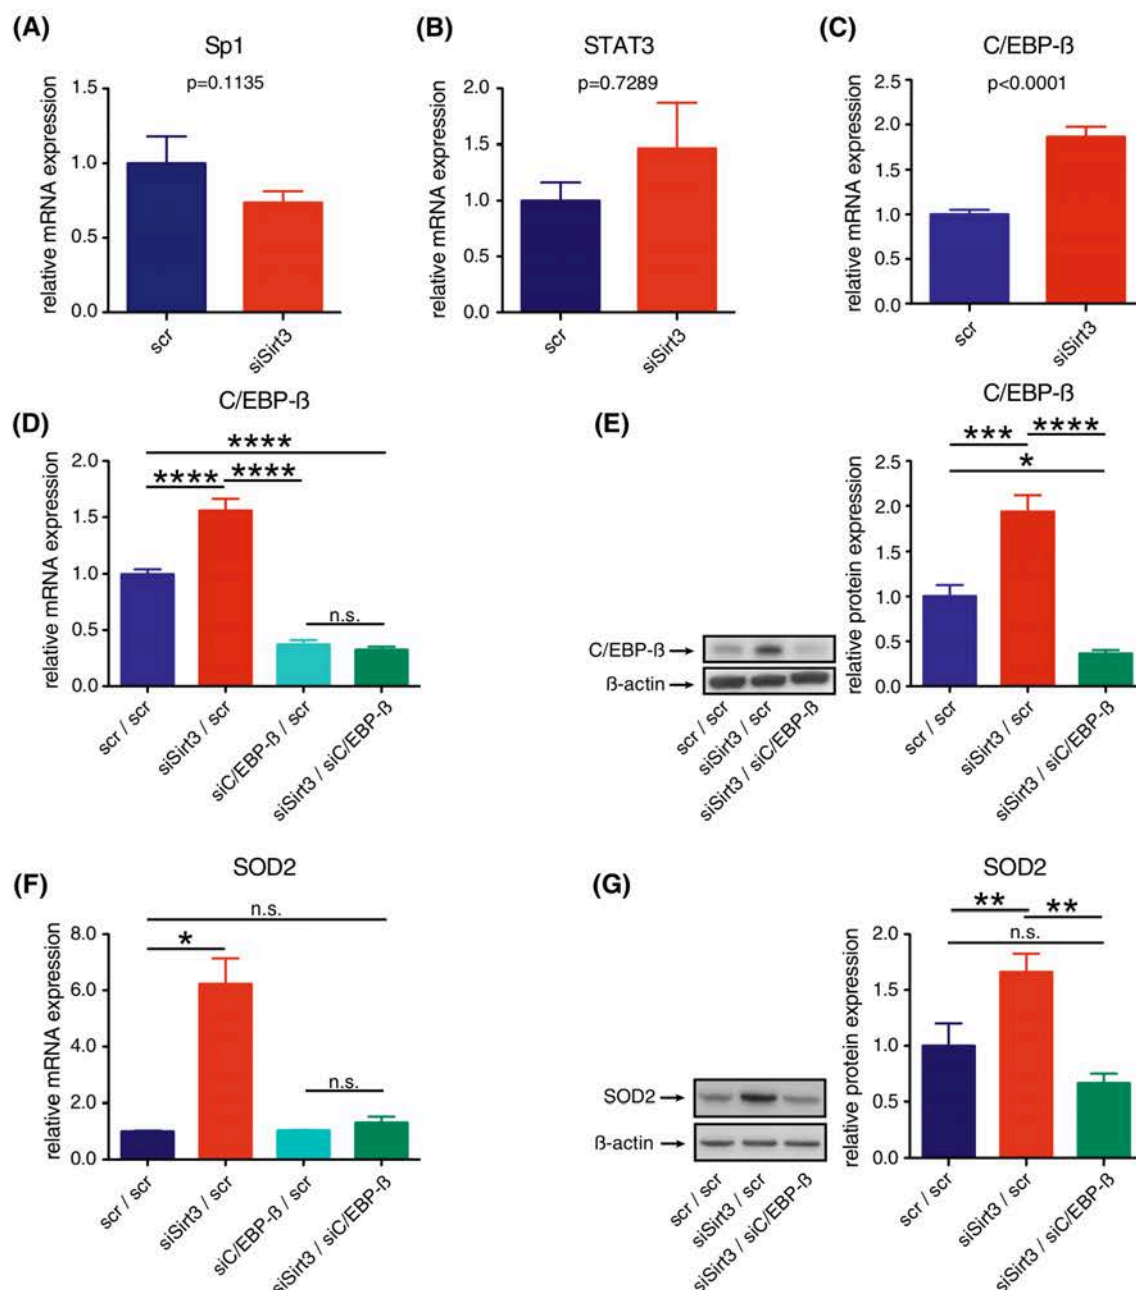 (A)
Sp1
p=0.1135
relative mRNA expression
1.5
1.0
0.5
0.0
scr
siSirt3
(B)
STAT3
p=0.7289
relative mRNA expression
2.0
1.5
1.0
0.5
0.0
scr
siSirt3
(C)
C/EBP-ß
p<0.0001
relative mRNA expression
2.5
2.0
1.5
1.0
0.5
0.0
scr
siSirt3
(D)
C/EBP-ß
****
**** ****
n.s.
relative mRNA expression
2.0
1.5
1.0
0.5
0.0
scr / scr
siSirt3 / scr
siC/EBP-ß / scr
siSirt3 / siC/EBP-ß
(E)
C/EBP-ß
ß-actin
scr / scr
siSirt3 / scr
siSirt3 / siC/EBP-ß
C/EBP-ß
*** ****
*
relative protein expression
2.5
2.0
1.5
1.0
0.5
0.0
scr / scr
siSirt3 / scr
siSirt3 / siC/EBP-ß
(F)
SOD2
n.s.
*
n.s.
relative mRNA expression
8.0
6.0
4.0
2.0
1.0
0.0
scr / scr
siSirt3 / scr
siC/EBP-ß / scr
siSirt3 / siC/EBP-ß
(G)
SOD2
ß-actin
scr / scr
siSirt3 / scr
siSirt3 / siC/EBP-ß
SOD2
** **
n.s.
relative protein expression
2.0
1.5
1.0
0.5
0.0
scr / scr
siSirt3 / scr
siSirt3 / siC/EBP-ß